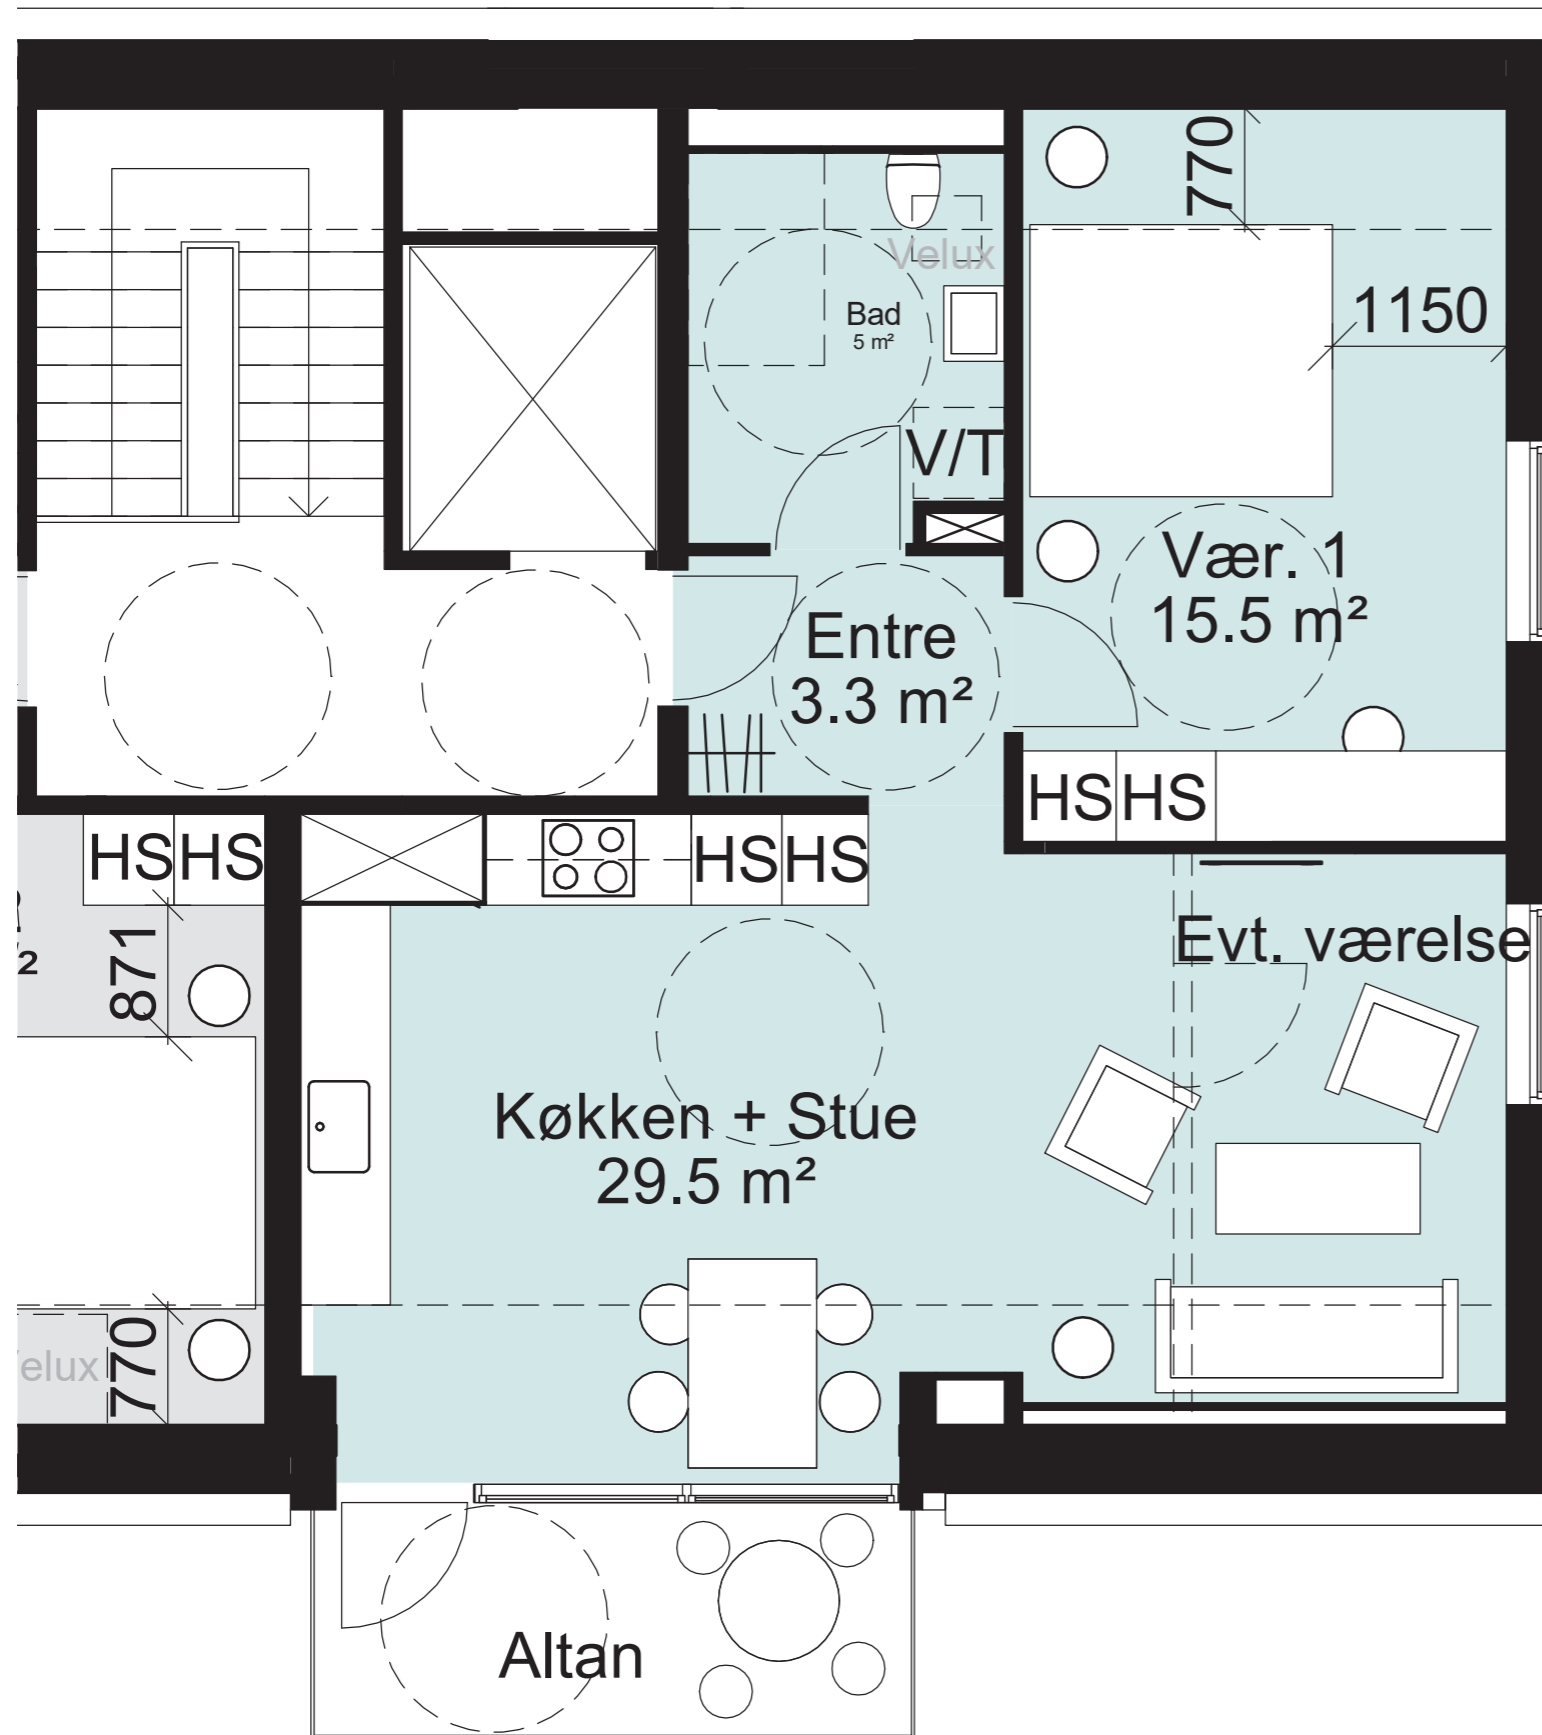 770
Velux
Bad
5 m²
1150
V/T
Vær. 1
15.5 m²
Entre
3.3 m²
HS HS
HS HS
HS HS
871
Evt. værelse
Køkken + Stue
29.5 m²
elux
770
Altan